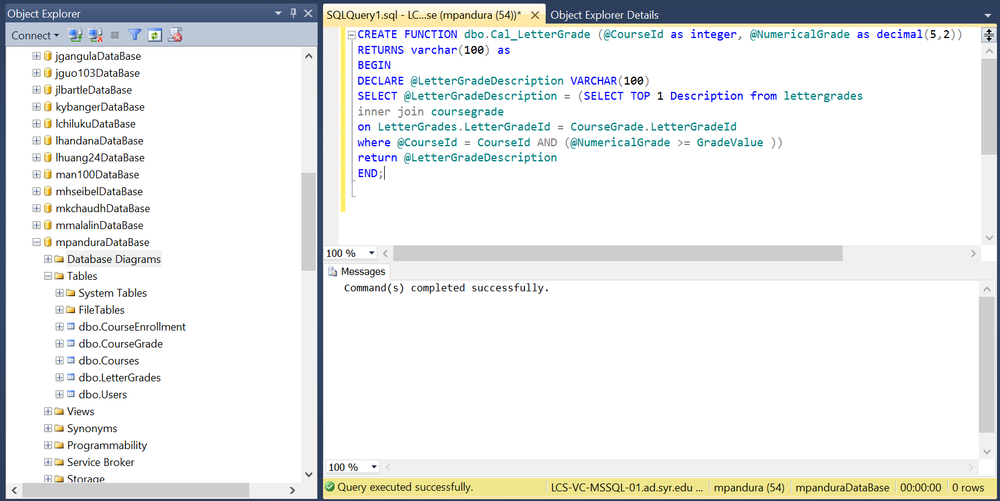 Object Explorer
Connect
jgangulaDataBase
jguo103DataBase
jlbartleDataBase
kybangerDataBase
lchilukuDataBase
lhandanaDataBase
lhuang24DataBase
man100DataBase
mhseibelDataBase
mkchaudhDataBase
mmalalinDataBase
mpanduraDataBase
Database Diagrams
Tables
System Tables
FileTables
dbo.CourseEnrollment
dbo.CourseGrade
dbo.Courses
dbo.LetterGrades
dbo.Users
Views
Synonyms
Programmability
Service Broker
Storage
SQLQuery1.sql - LC...se (mpandura (54))*
Object Explorer Details
CREATE FUNCTION dbo.Cal_LetterGrade (@CourseId as integer, @NumericalGrade as decimal(5,2))
RETURNS varchar(100) as
BEGIN
DECLARE @LetterGradeDescription VARCHAR(100)
SELECT @LetterGradeDescription = (SELECT TOP 1 Description from lettergrades
inner join coursegrade
on LetterGrades.LetterGradeId = CourseGrade.LetterGradeId
where @CourseId = CourseId AND (@NumericalGrade >= GradeValue ))
return @LetterGradeDescription
END;
100 %
Messages
Command(s) completed successfully.
100 %
Query executed successfully.
LCS-VC-MSSQL-01.ad.syr.edu ...
mpandura (54)
mpanduraDataBase
00:00:00
0 rows